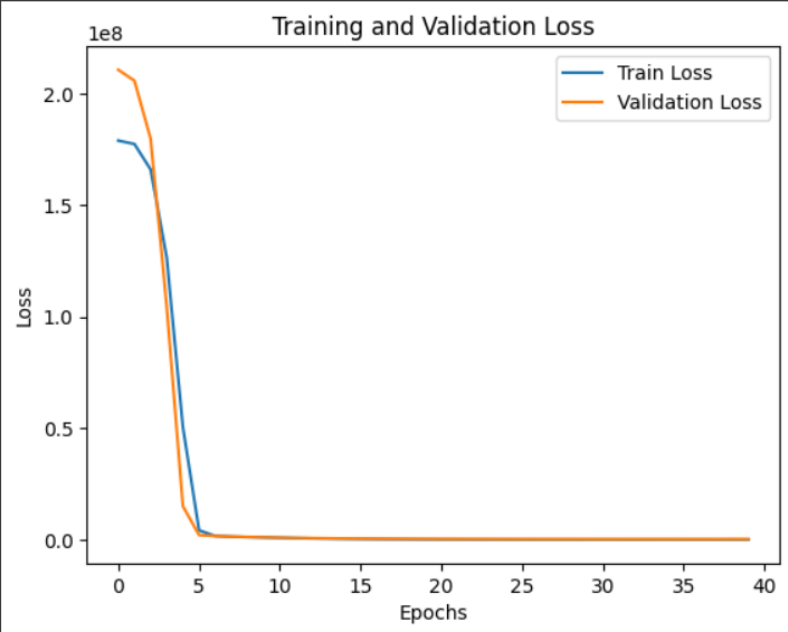 Training and Validation Loss
1e8
Train Loss
Validation Loss
2.0
1.5
1.0
0.5
0.0
Loss
0 5 10 15 20 25 30 35 40
Epochs